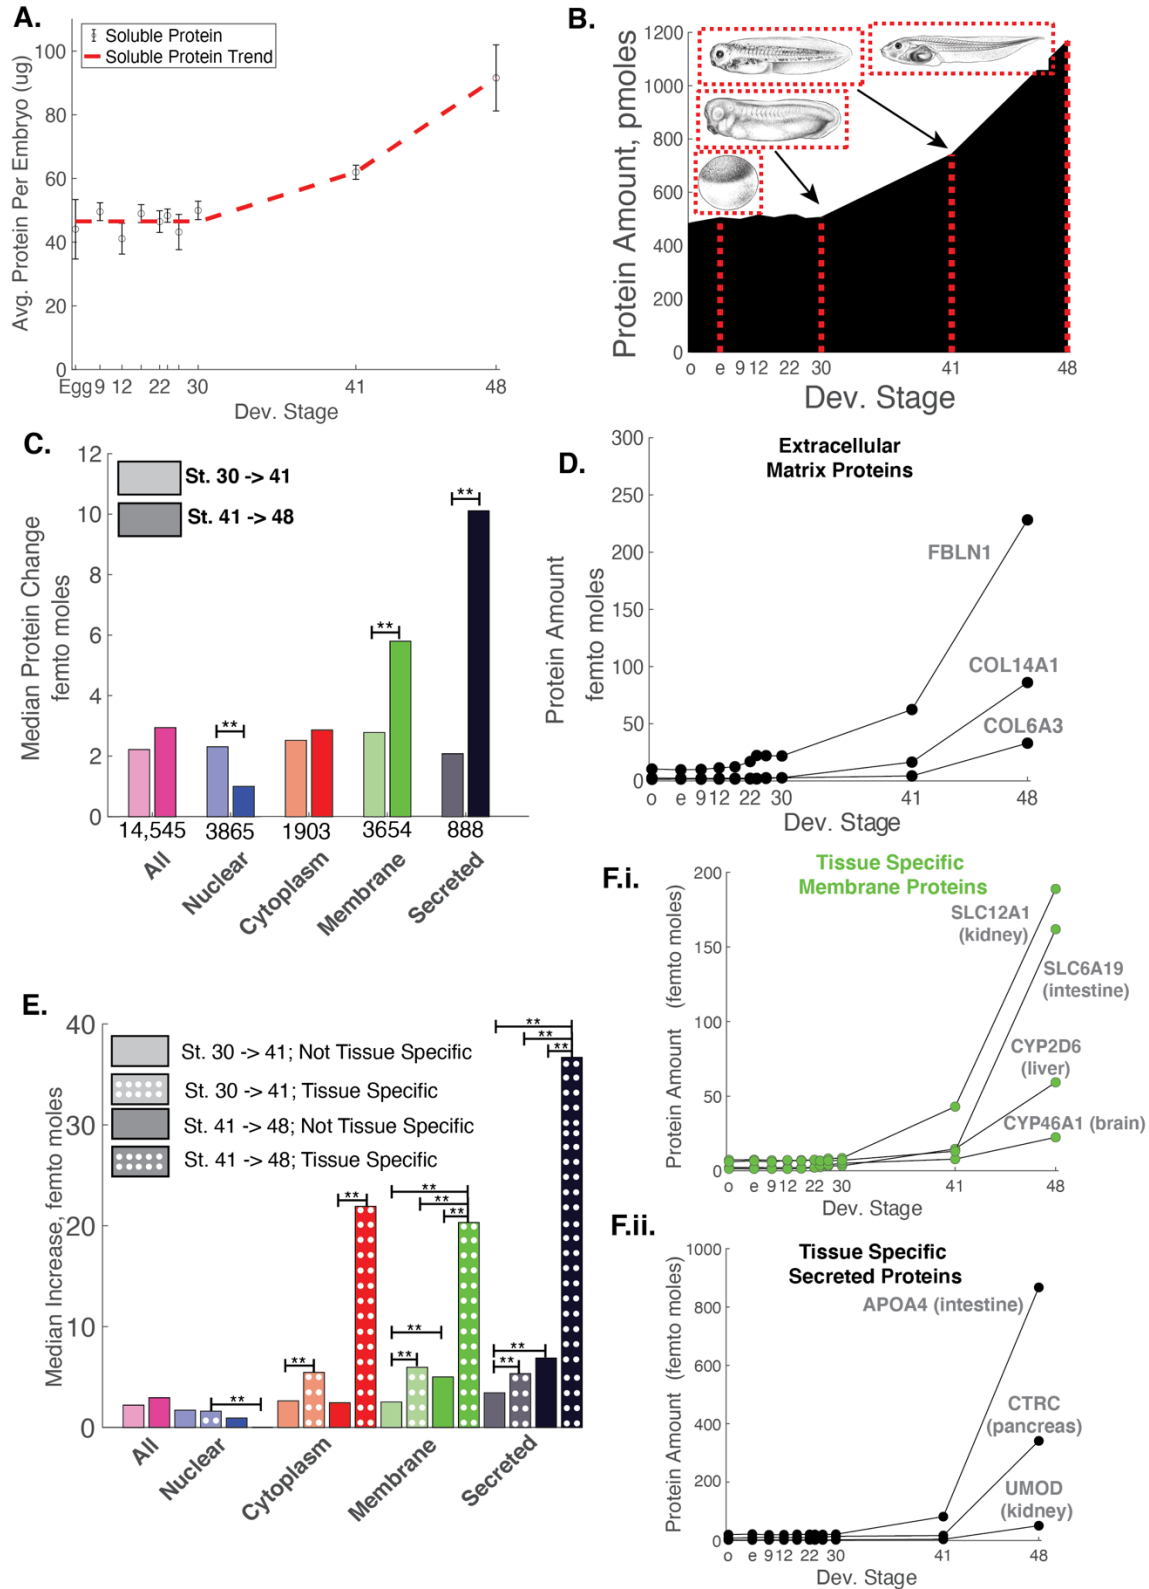 A.
Soluble Protein
Soluble Protein Trend
Avg. Protein Per Embryo (ug)
100
80
60
40
20
0
Egg 9 12 22 30 41 48
Dev. Stage
B.
Protein Amount, pmoles
1200
1000
800
600
400
200
0
o e 9 12 22 30 41 48
Dev. Stage
C.
St. 30 -> 41
St. 41 -> 48
Median Protein Change
femto moles
12
10
8
6
4
2
0
**
**
**
14,545 3865 1903 3654 888
All Nuclear Cytoplasm Membrane Secreted
D.
Extracellular
Matrix Proteins
Protein Amount
femto moles
300
250
200
150
100
50
0
FBLN1
COL14A1
COL6A3
o e 9 12 22 30 41 48
Dev. Stage
E.
St. 30 -> 41; Not Tissue Specific
St. 30 -> 41; Tissue Specific
St. 41 -> 48; Not Tissue Specific
St. 41 -> 48; Tissue Specific
Median Increase, femto moles
40
30
20
10
0
**
**
**
**
**
**
**
**
**
**
**
**
**
All Nuclear Cytoplasm Membrane Secreted
F.i.
Tissue Specific
Membrane Proteins
Protein Amount (femto moles)
200
150
100
50
0
SLC12A1
(kidney)
SLC6A19
(intestine)
CYP2D6
(liver)
CYP46A1 (brain)
o e 9 12 22 30 41 48
Dev. Stage
F.ii.
Tissue Specific
Secreted Proteins
Protein Amount (femto moles)
1000
800
600
400
200
0
APOA4 (intestine)
CTRC
(pancreas)
UMOD
(kidney)
o e 9 12 22 30 41 48
Dev. Stage